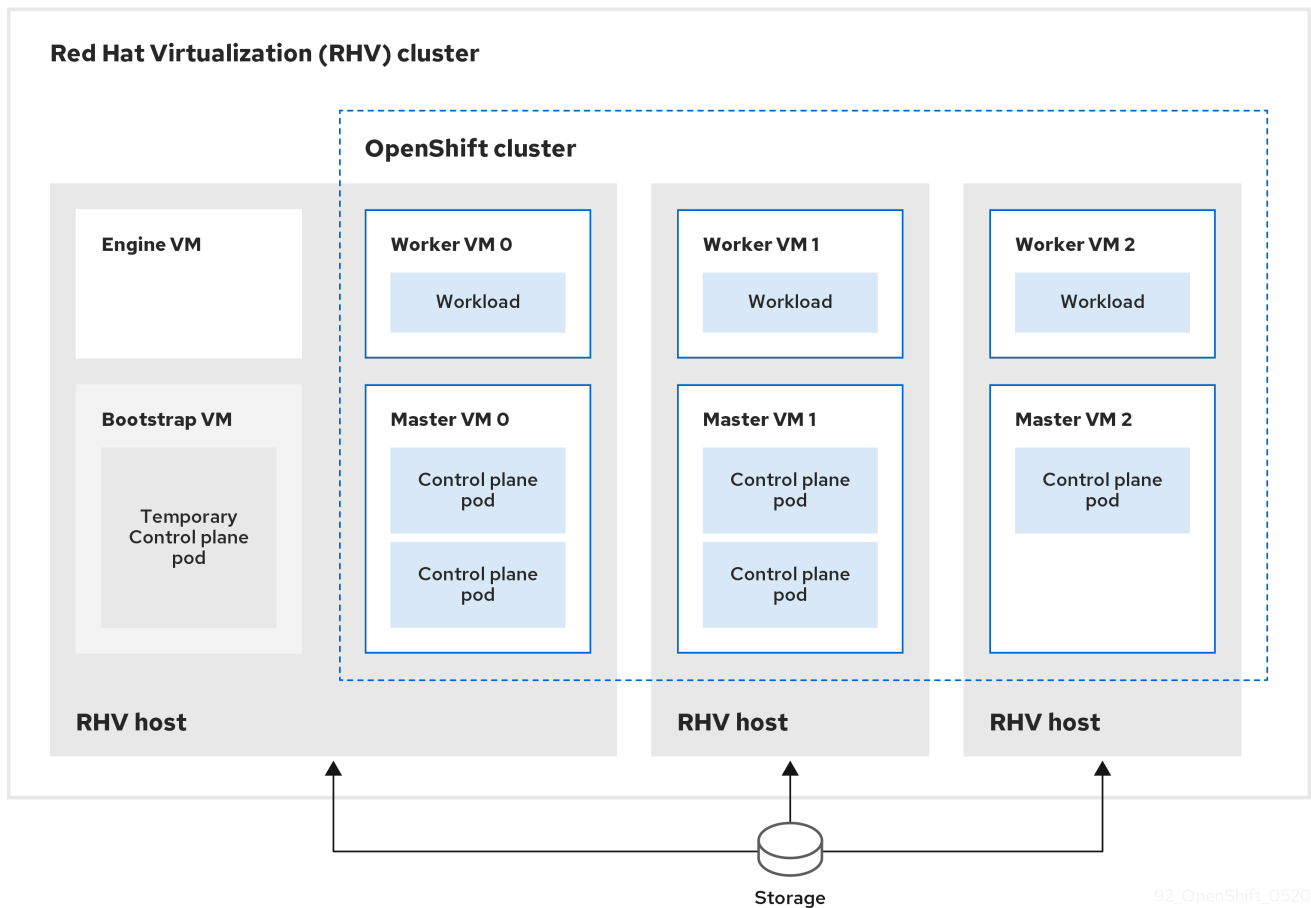 Red Hat Virtualization (RHV) cluster
OpenShift cluster
Engine VM
Worker VM 0
Workload
Worker VM 1
Workload
Worker VM 2
Workload
Bootstrap VM
Temporary
Control plane
pod
Master VM 0
Control plane
pod
Control plane
pod
Master VM 1
Control plane
pod
Control plane
pod
Master VM 2
Control plane
pod
RHV host
RHV host
RHV host
Storage
92_OpenShift_0520